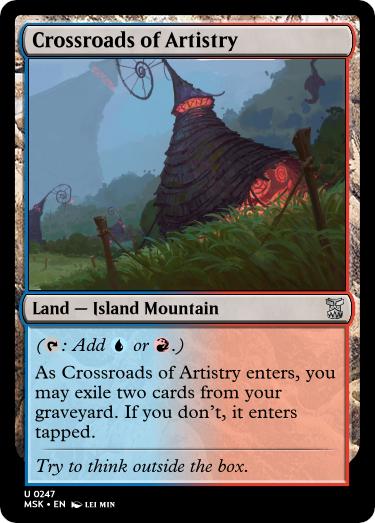 Crossroads of Artistry
Land — Island Mountain
(: Add or .)
As Crossroads of Artistry enters, you
may exile two cards from your
graveyard. If you don't, it enters
tapped.
Try to think outside the box.
U 0247
MSK • EN LEI MIN